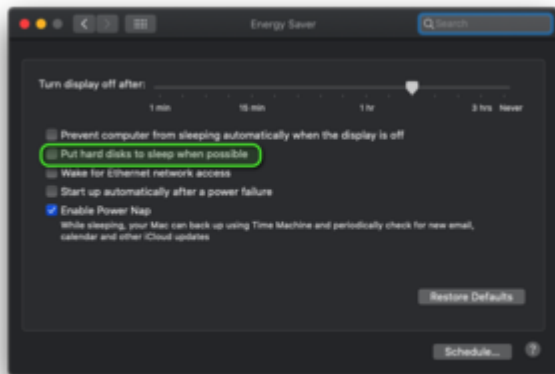 Energy Saver
Search
Turn display off after:
1 min 15 min 1 hr 3 hrs Never
Prevent computer from sleeping automatically when the display is off
Put hard disks to sleep when possible
Wake for Ethernet network access
Start up automatically after a power failure
Enable Power Nap
While sleeping, your Mac can back up using Time Machine and periodically check for new email,
calendar and other iCloud updates
Restore Defaults
Schedule... ?